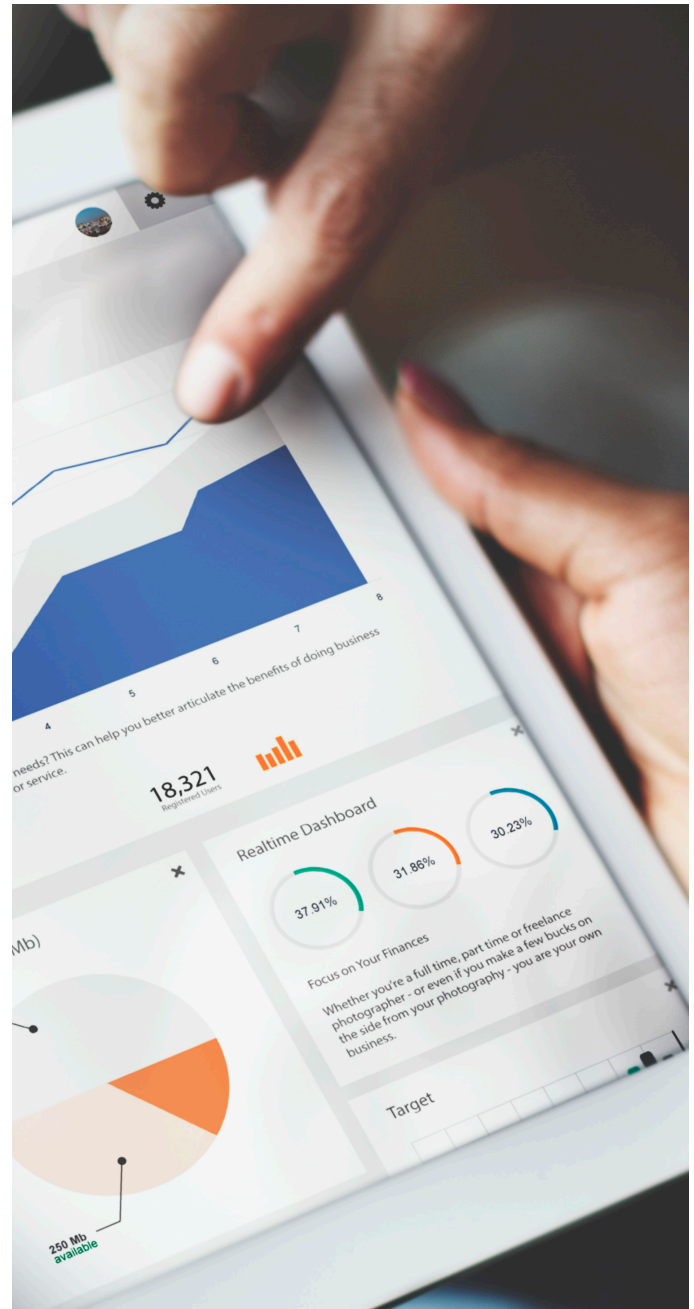 4 5 6 7 8
needs? This can help you better articulate the benefits of doing business
or service.
18,321
Registered Users
Realtime Dashboard
37.91% 31.86% 30.23%
Focus on Your Finances
Whether you're a full time, part time or freelance
photographer - or even if you make a few bucks on
the side from your photography - you are your own
business.
Mb)
250 Mb
available
Target